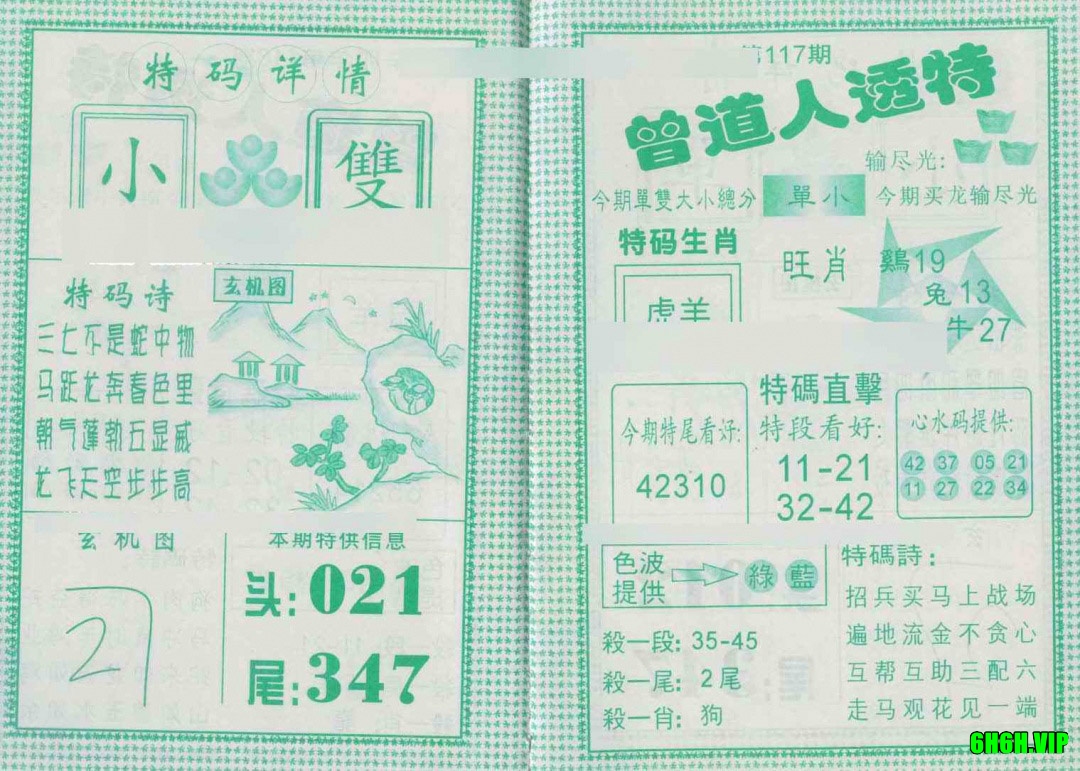 特码详情
小 雙
特码诗
三七不是蛇中物
马跃龙奔春色里
朝气蓬勃五显威
龙飞天空步步高
玄机图
玄机图
本期特供信息
头:021
尾:347
第117期
曾道人透特
输尽光:
今期單雙大小總分 單小 今期买龙输尽光
特码生肖
虎羊
旺肖 鷄19
兔13
牛27
今期特尾看好:
42310
特碼直擊
特段看好:
11-21
32-42
心水码提供:
42 37 05 21
11 27 22 34
色波
提供
綠 藍
殺一段: 35-45
殺一尾: 2尾
殺一肖: 狗
特碼詩:
招兵买马上战场
遍地流金不贪心
互帮互助三配六
走马观花见一端
6H6H.VIP